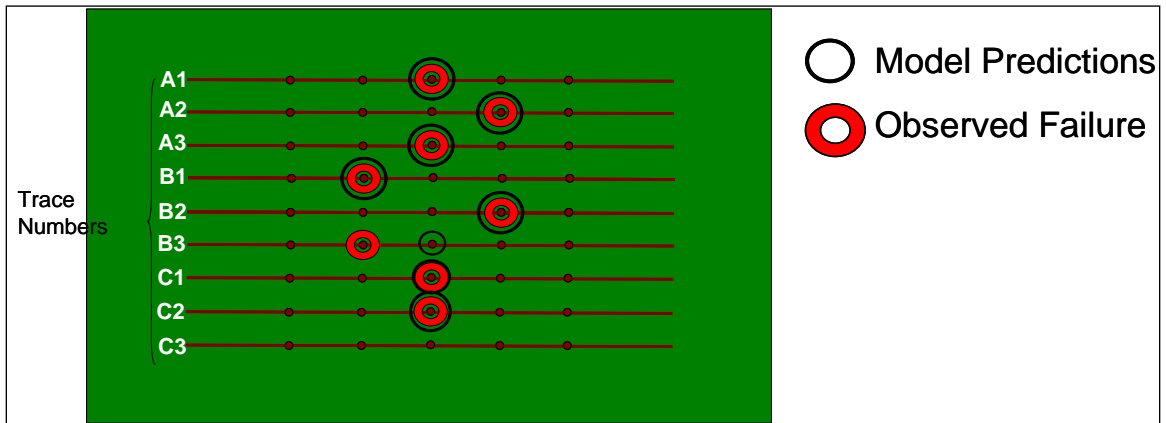 A1
A2
A3
B1
B2
B3
C1
C2
C3
Trace
Numbers
Model Predictions
Observed Failure